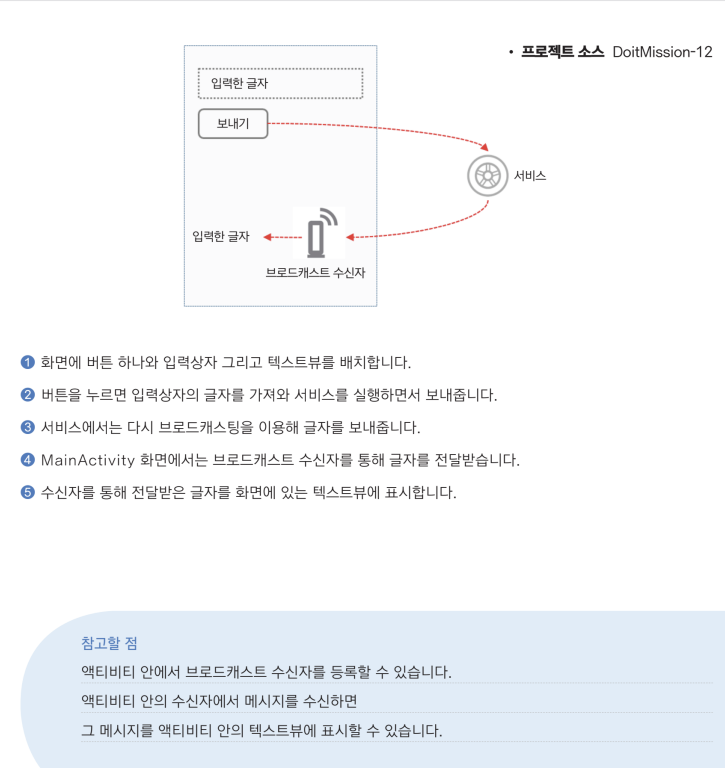 • 프로젝트 소스 DoitMission-12
입력한 글자
보내기
서비스
입력한 글자
브로드캐스트 수신자
1 화면에 버튼 하나와 입력상자 그리고 텍스트뷰를 배치합니다.
2 버튼을 누르면 입력상자의 글자를 가져와 서비스를 실행하면서 보내줍니다.
3 서비스에서는 다시 브로드캐스팅을 이용해 글자를 보내줍니다.
4 MainActivity 화면에서는 브로드캐스트 수신자를 통해 글자를 전달받습니다.
5 수신자를 통해 전달받은 글자를 화면에 있는 텍스트뷰에 표시합니다.
참고할 점
액티비티 안에서 브로드캐스트 수신자를 등록할 수 있습니다.
액티비티 안의 수신자에서 메시지를 수신하면
그 메시지를 액티비티 안의 텍스트뷰에 표시할 수 있습니다.